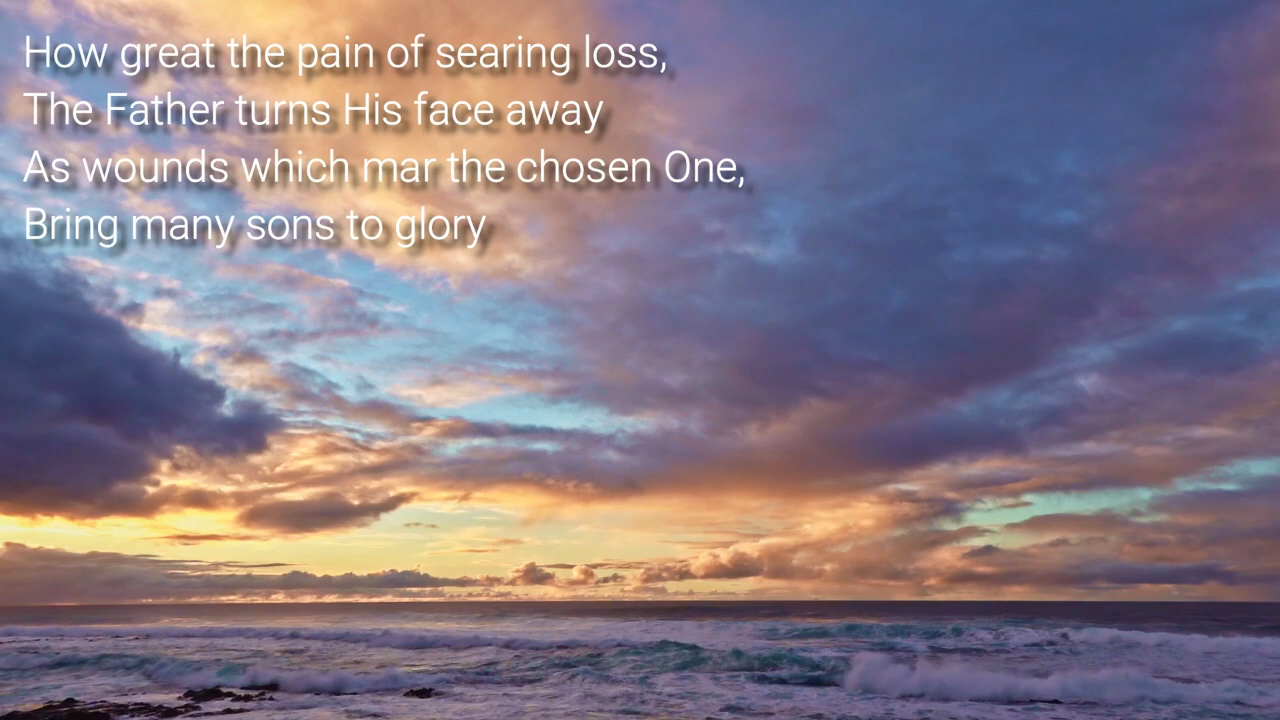 How great the pain of searing loss,
The Father turns His face away
As wounds which mar the chosen One,
Bring many sons to glory